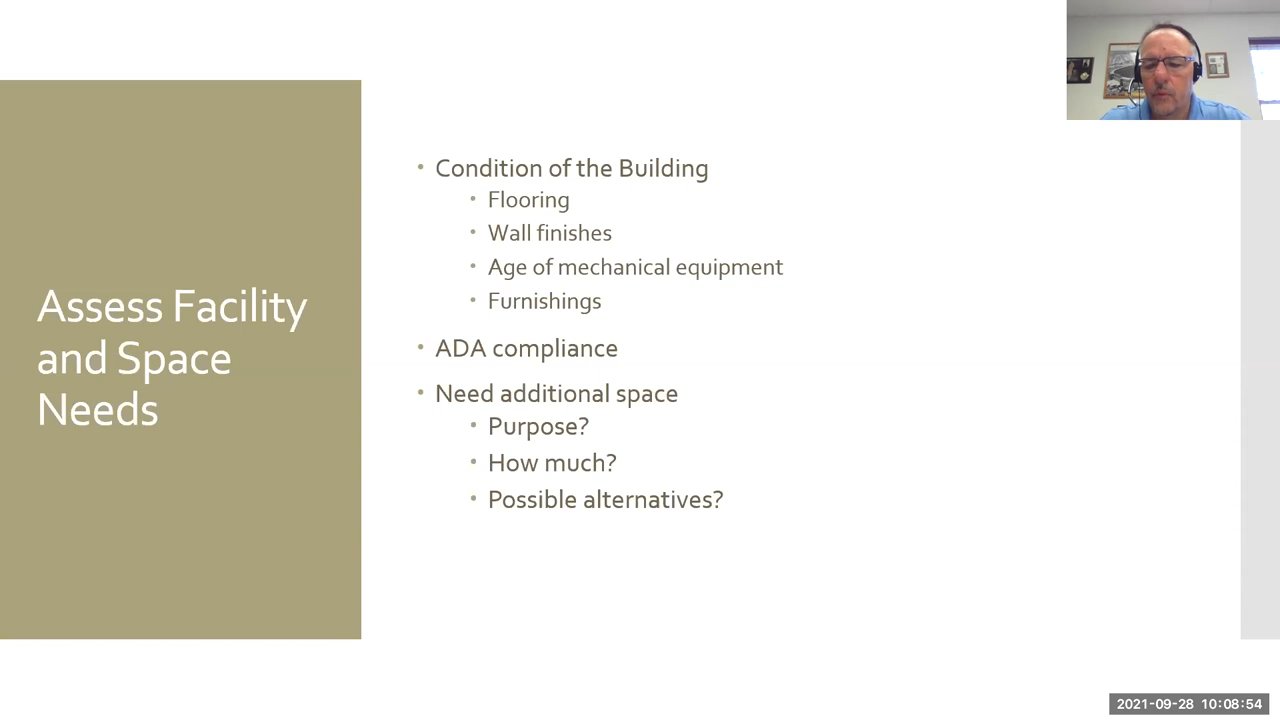 Assess Facility
and Space
Needs
• Condition of the Building
• Flooring
• Wall finishes
• Age of mechanical equipment
• Furnishings
• ADA compliance
• Need additional space
• Purpose?
• How much?
• Possible alternatives?
2021-09-28 10:08:54